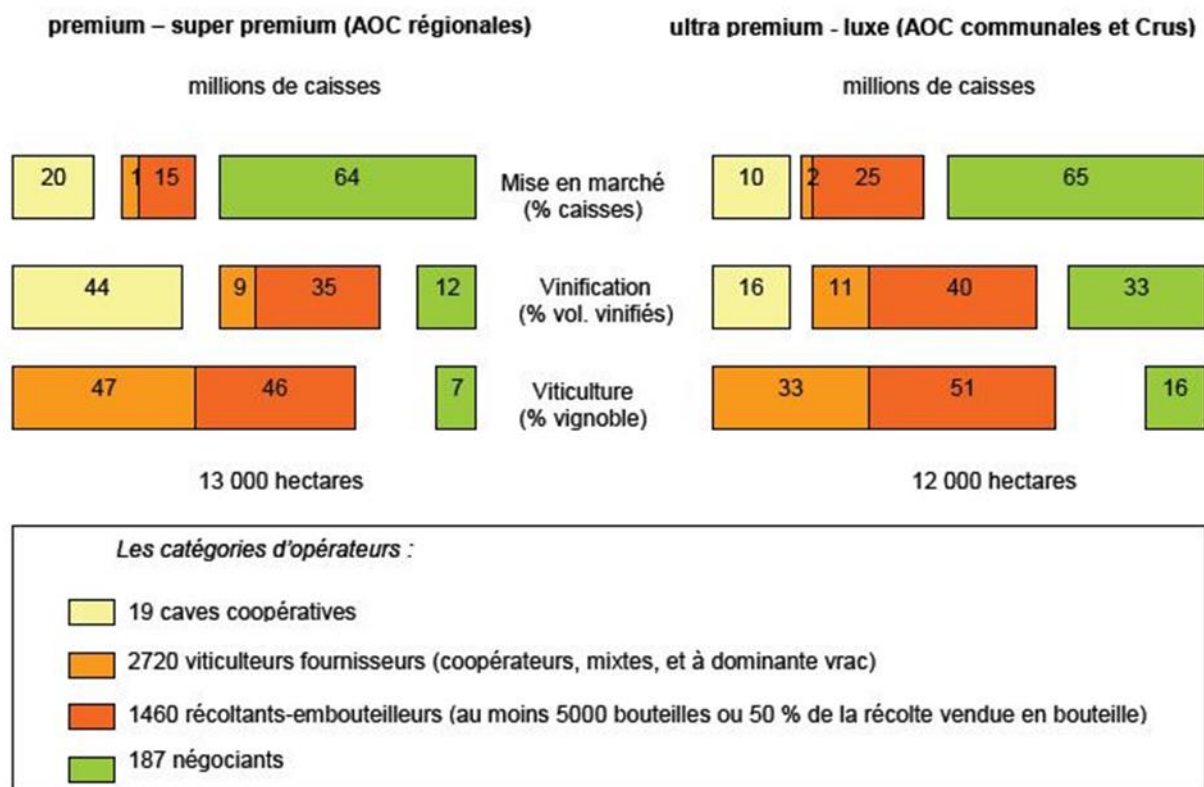 premium – super premium (AOC régionales)
ultra premium - luxe (AOC communales et Crus)
millions de caisses
millions de caisses
20 1 15 64
Mise en marché
(% caisses)
10 2 25 65
44 9 35 12
Vinification
(% vol. vinifiés)
16 11 40 33
47 46 7
Viticulture
(% vignoble)
33 51 16
13 000 hectares
12 000 hectares
Les catégories d'opérateurs :
19 caves coopératives
2720 viticulteurs fournisseurs (coopérateurs, mixtes, et à dominante vrac)
1460 récoltants-embouteilleurs (au moins 5000 bouteilles ou 50 % de la récolte vendue en bouteille)
187 négociants